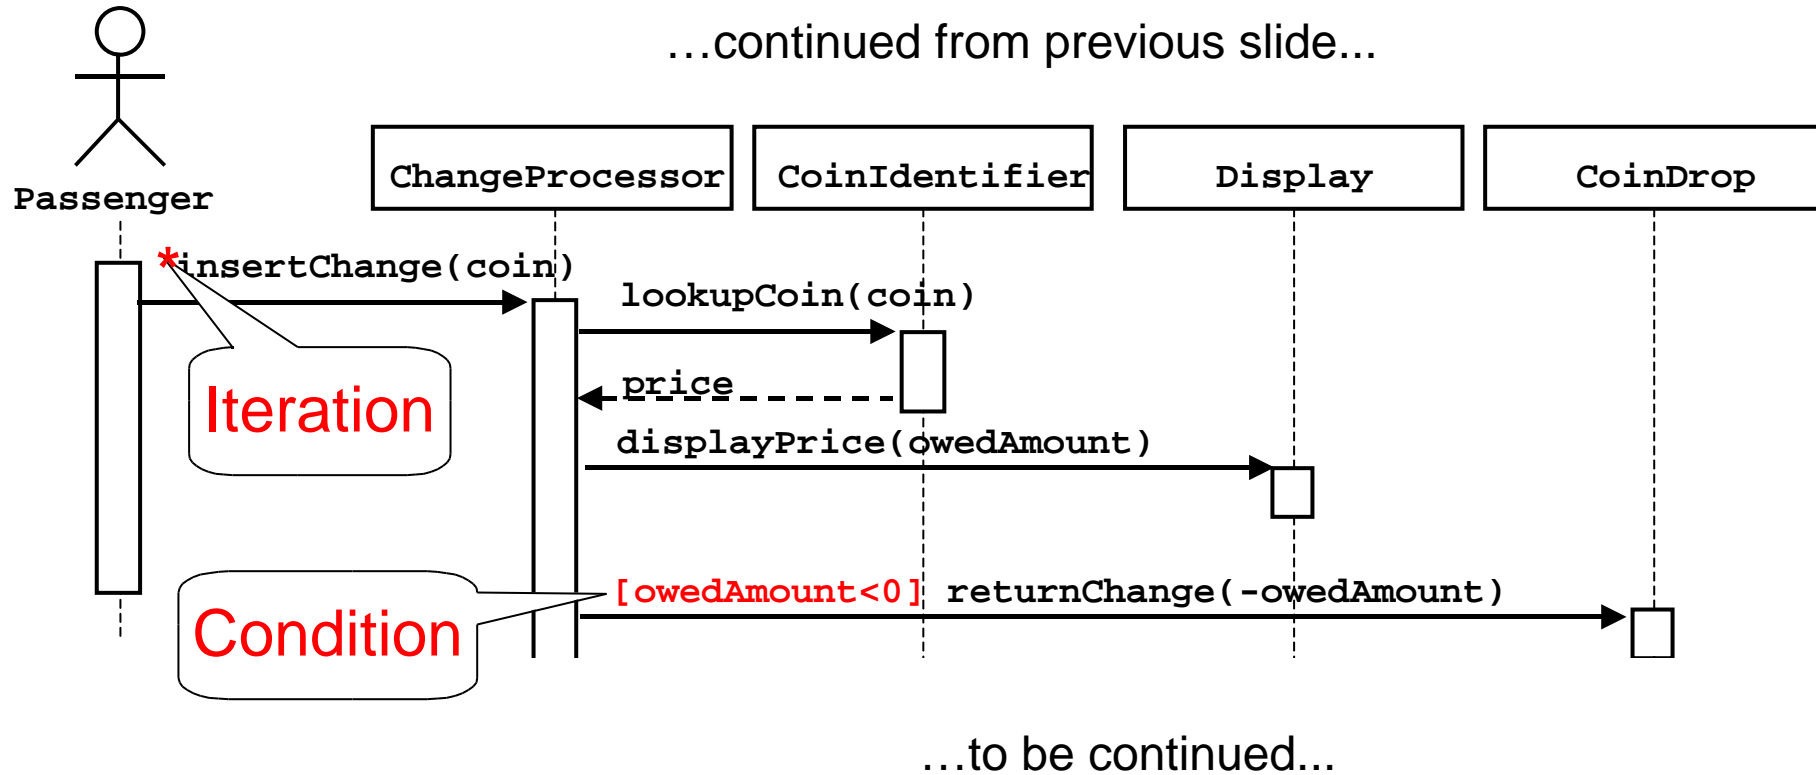 …continued from previous slide...
Passenger
ChangeProcessor
CoinIdentifier
Display
CoinDrop
*insertChange(coin)
lookupCoin(coin)
Iteration
price
displayPrice(owedAmount)
Condition
[owedAmount<0] returnChange(-owedAmount)
…to be continued...